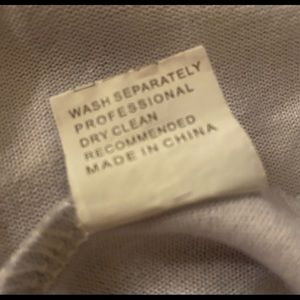 WASH SEPARATELY
PROFESSIONAL
DRY CLEAN
RECOMMENDED
MADE IN CHINA